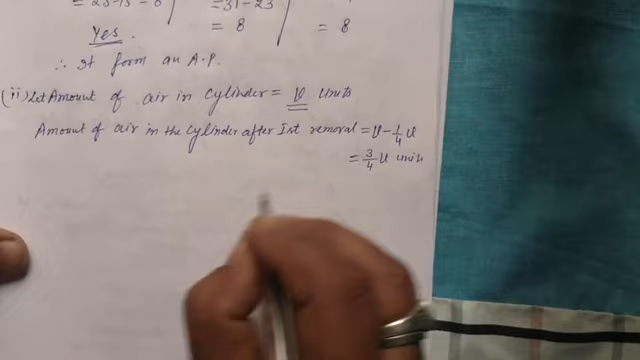 = 23-15 = 8 = 31-23
= 8 = 8
Yes.
∴ It form an A.P.
(ii) Let Amount of air in cylinder = V units
Amount of air in the cylinder after Ist removal = V - 1/4 V
= 3/4 V units